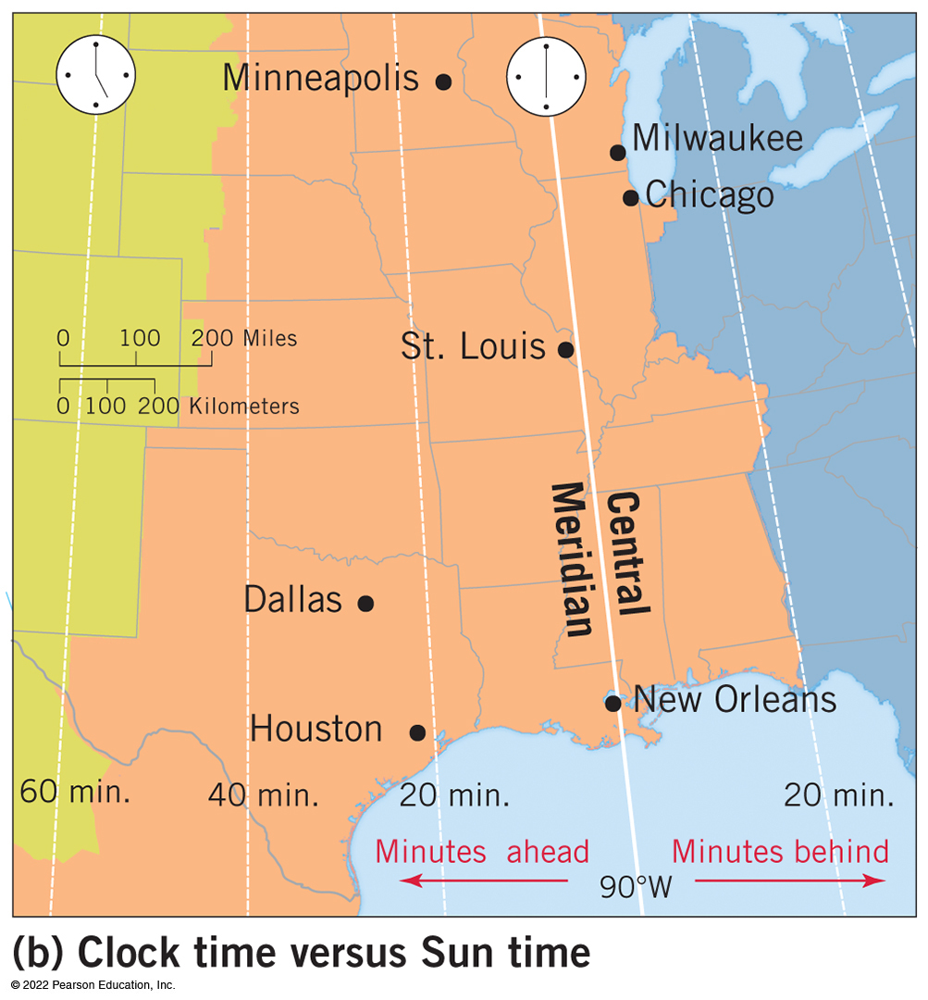 Minneapolis
Milwaukee
Chicago
0 100 200 Miles
St. Louis
0 100 200 Kilometers
Central
Meridian
Dallas
New Orleans
Houston
60 min.
40 min.
20 min.
20 min.
Minutes ahead
Minutes behind
90°W
(b) Clock time versus Sun time
© 2022 Pearson Education, Inc.